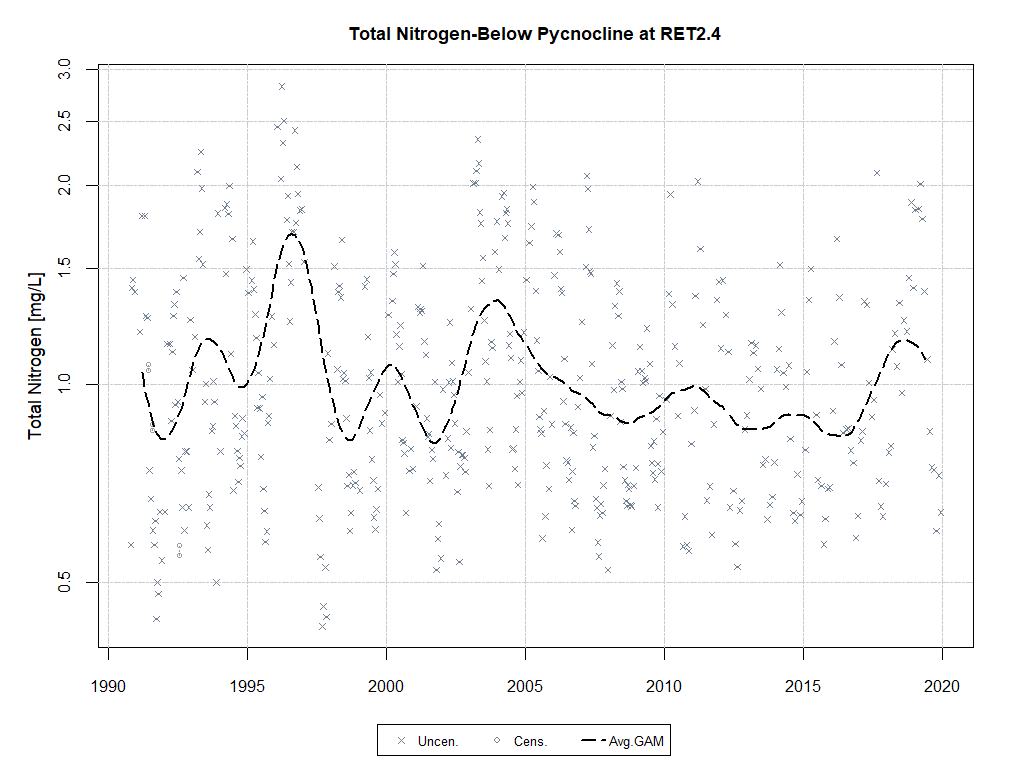 Total Nitrogen-Below Pycnocline at RET2.4
Total Nitrogen [mg/L]
3.0
2.5
2.0
1.5
1.0
0.5
1990 1995 2000 2005 2010 2015 2020
Uncen. Cens. Avg.GAM